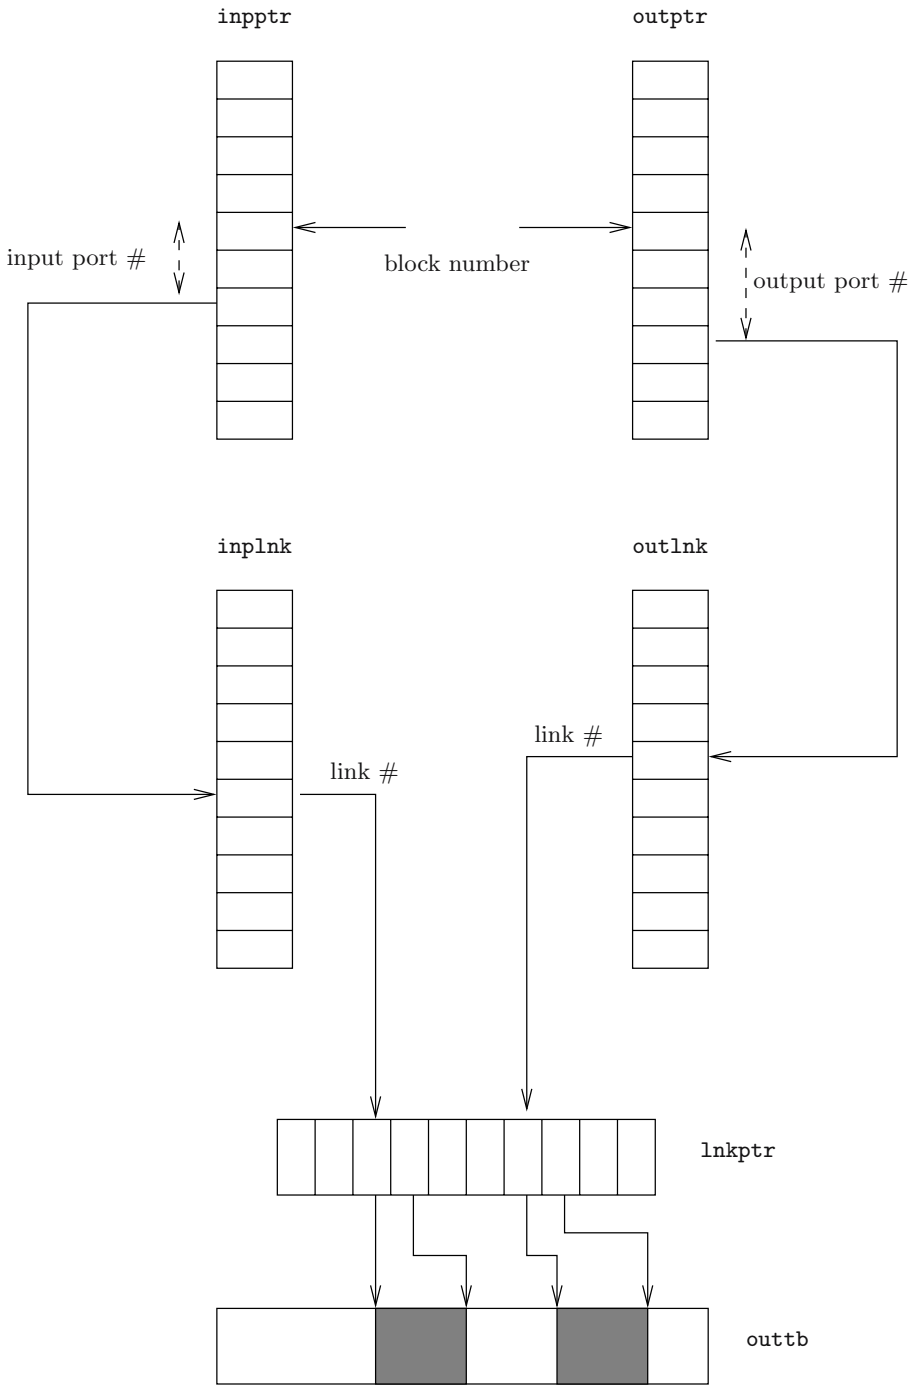 inpptr
outptr
input port #
block number
output port #
inplnk
outlnk
link #
link #
lnkptr
outtb